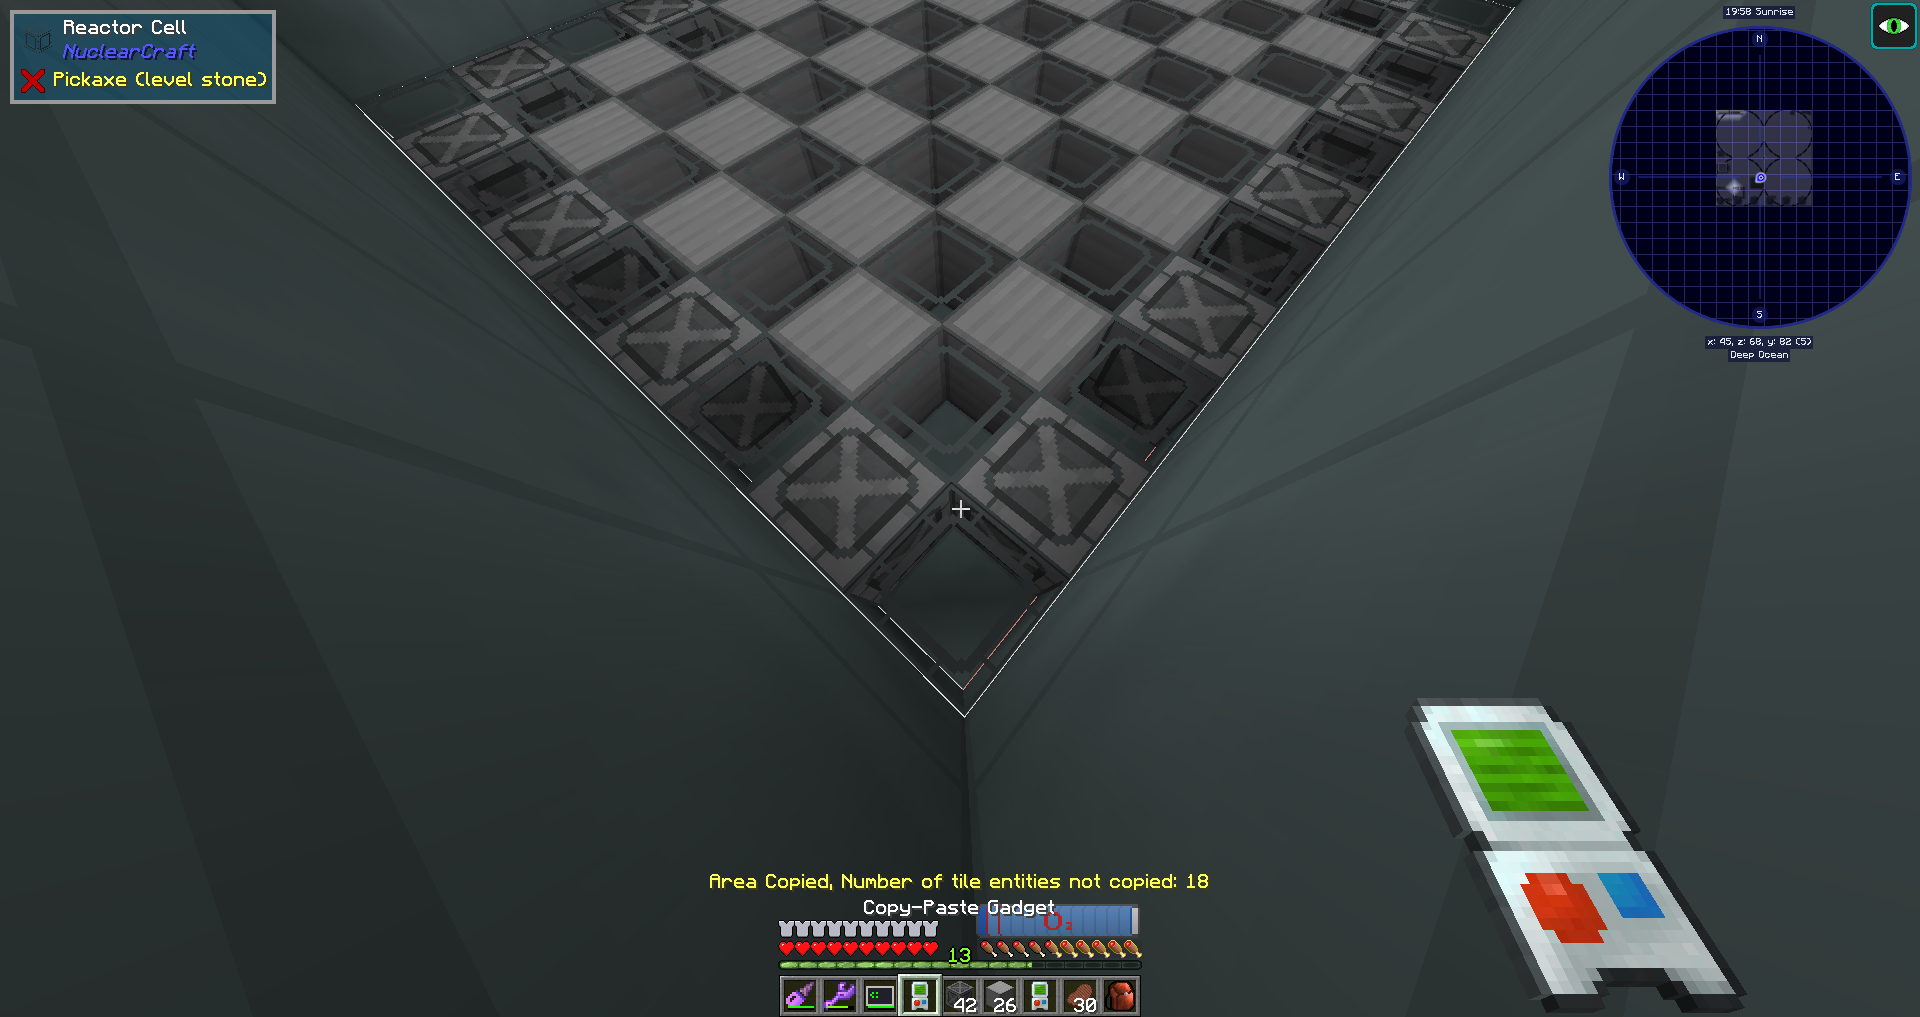 Reactor Cell
NuclearCraft
Pickaxe (level stone)
19:58 Sunrise
N
W
E
S
x: 45, z: 68, y: 82 (5)
Deep Ocean
Area Copied, Number of tile entities not copied: 18
Copy-Paste Gadget
O₂
13
42
26
30